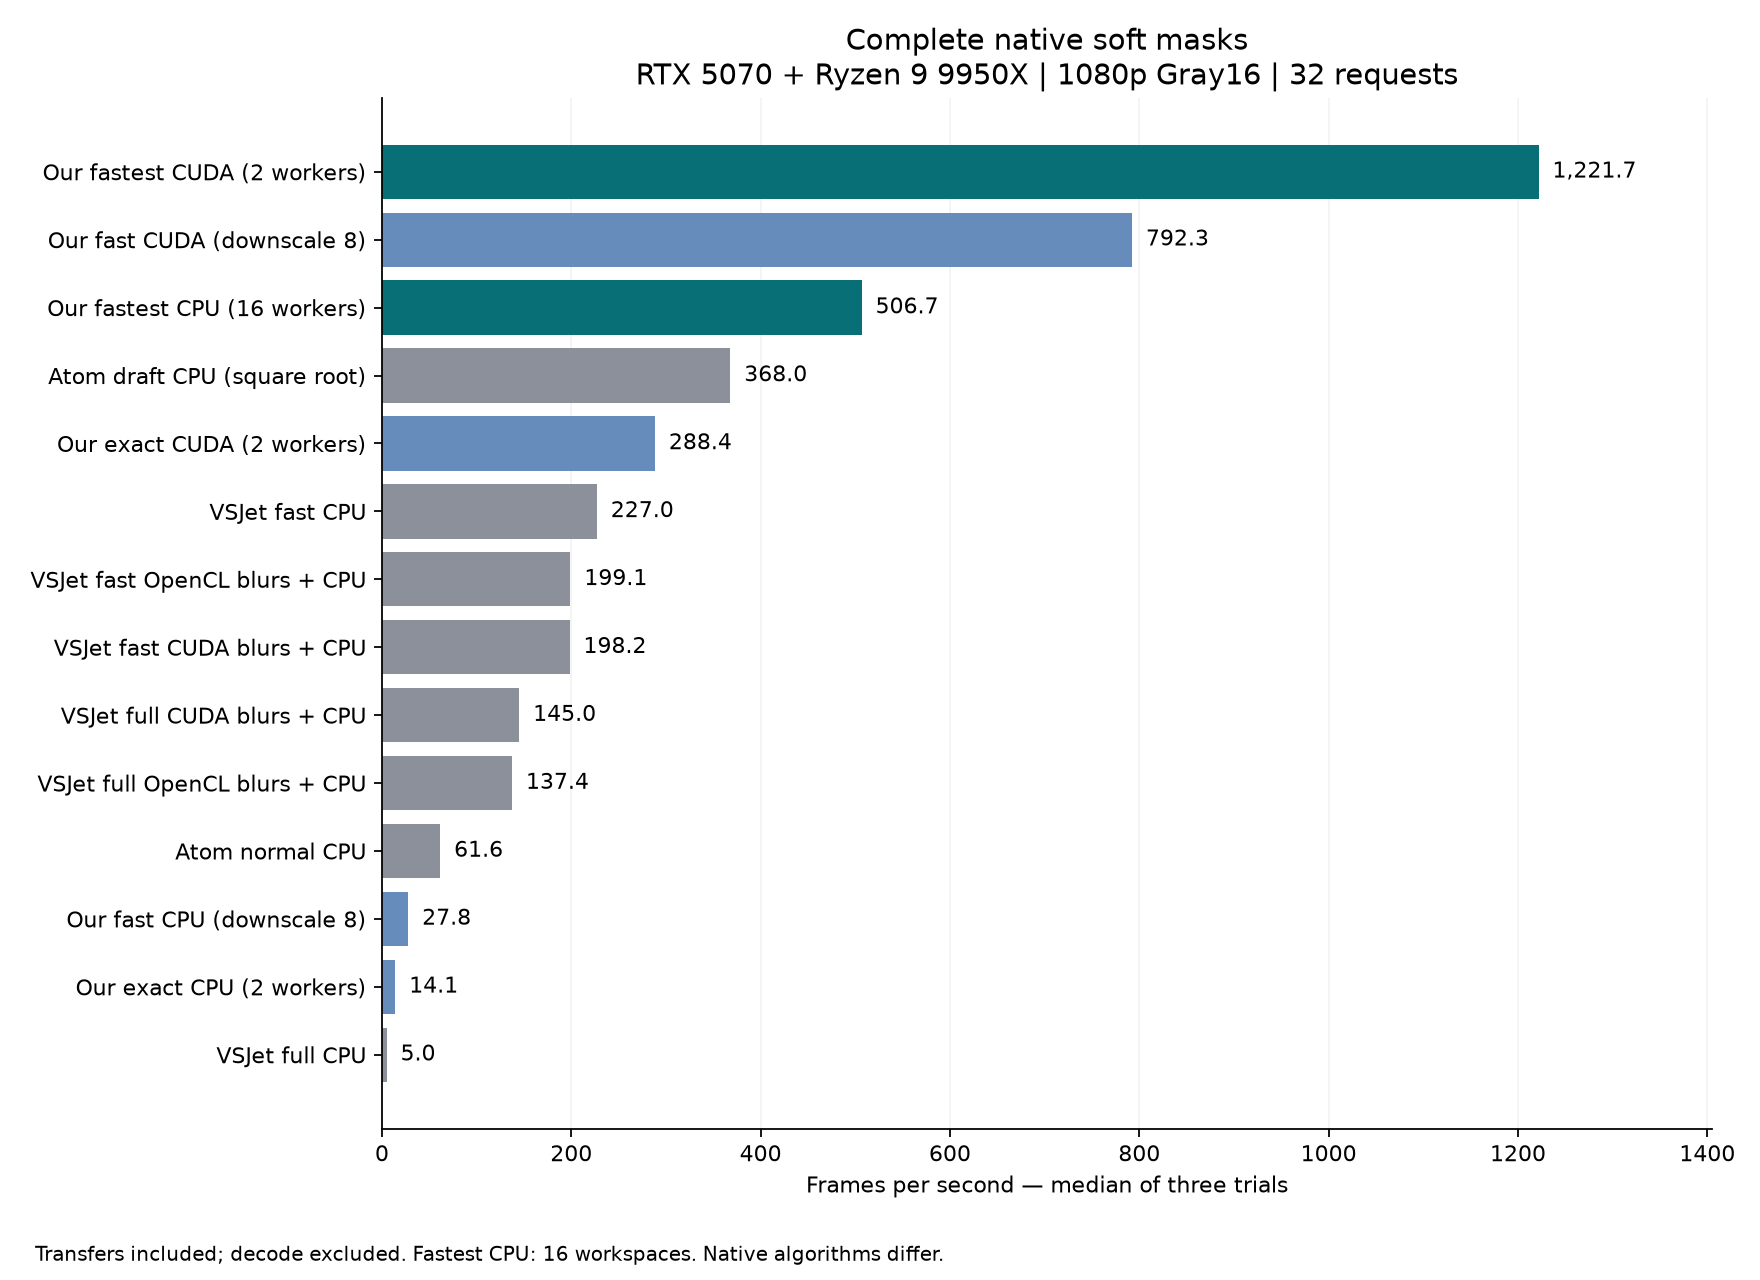 Complete native soft masks
RTX 5070 + Ryzen 9 9950X | 1080p Gray16 | 32 requests
Our fastest CUDA (2 workers) 1,221.7
Our fast CUDA (downscale 8) 792.3
Our fastest CPU (16 workers) 506.7
Atom draft CPU (square root) 368.0
Our exact CUDA (2 workers) 288.4
VSJet fast CPU 227.0
VSJet fast OpenCL blurs + CPU 199.1
VSJet fast CUDA blurs + CPU 198.2
VSJet full CUDA blurs + CPU 145.0
VSJet full OpenCL blurs + CPU 137.4
Atom normal CPU 61.6
Our fast CPU (downscale 8) 27.8
Our exact CPU (2 workers) 14.1
VSJet full CPU 5.0
0 200 400 600 800 1000 1200 1400
Frames per second — median of three trials
Transfers included; decode excluded. Fastest CPU: 16 workspaces. Native algorithms differ.